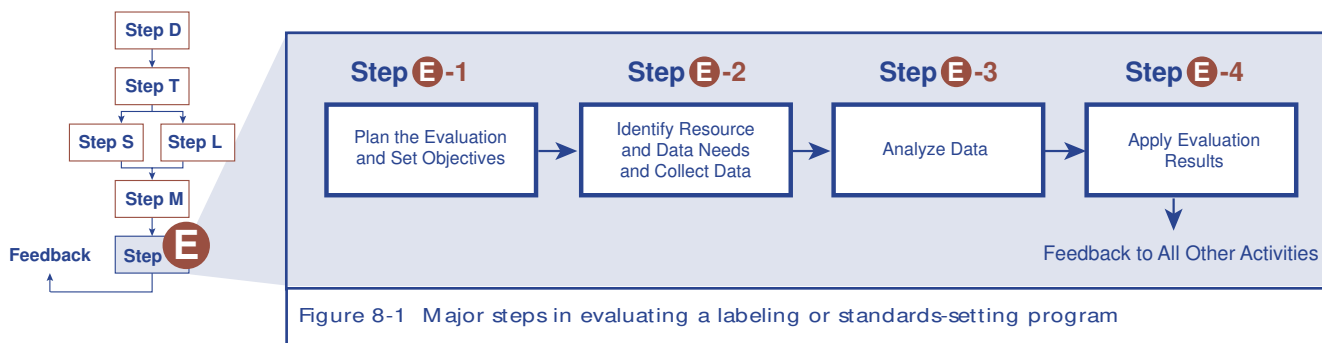 Step D
Step T
Step S
Step L
Step M
Step E
Feedback
Step E-1
Plan the Evaluation
and Set Objectives
Step E-2
Identify Resource
and Data Needs
and Collect Data
Step E-3
Analyze Data
Step E-4
Apply Evaluation
Results
Feedback to All Other Activities
Figure 8-1 Major steps in evaluating a labeling or standards-setting program